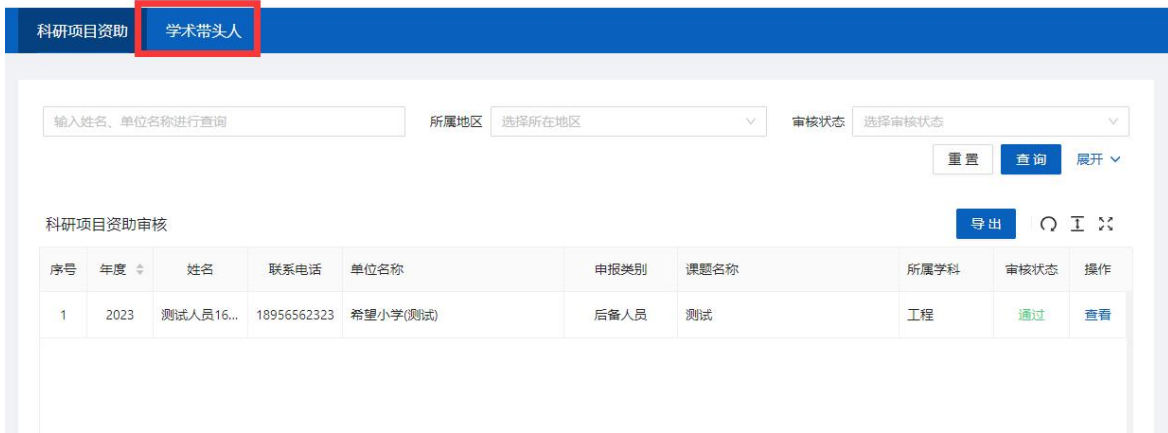 科研项目资助 学术带头人
输入姓名、单位名称进行查询 所属地区 选择所在地区 审核状态 选择审核状态
重置 查询 展开
科研项目资助审核 导出
序号 年度 姓名 联系电话 单位名称 申报类别 课题名称 所属学科 审核状态 操作
1 2023 测试人员16... 18956562323 希望小学(测试) 后备人员 测试 工程 通过 查看